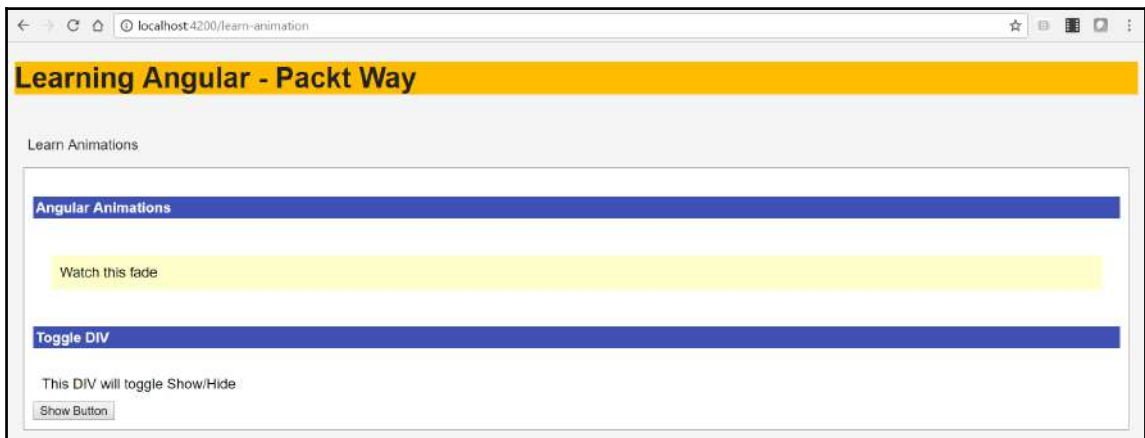 localhost:4200/learn-animation
Learning Angular - Packt Way
Learn Animations
Angular Animations
Watch this fade
Toggle DIV
This DIV will toggle Show/Hide
Show Button